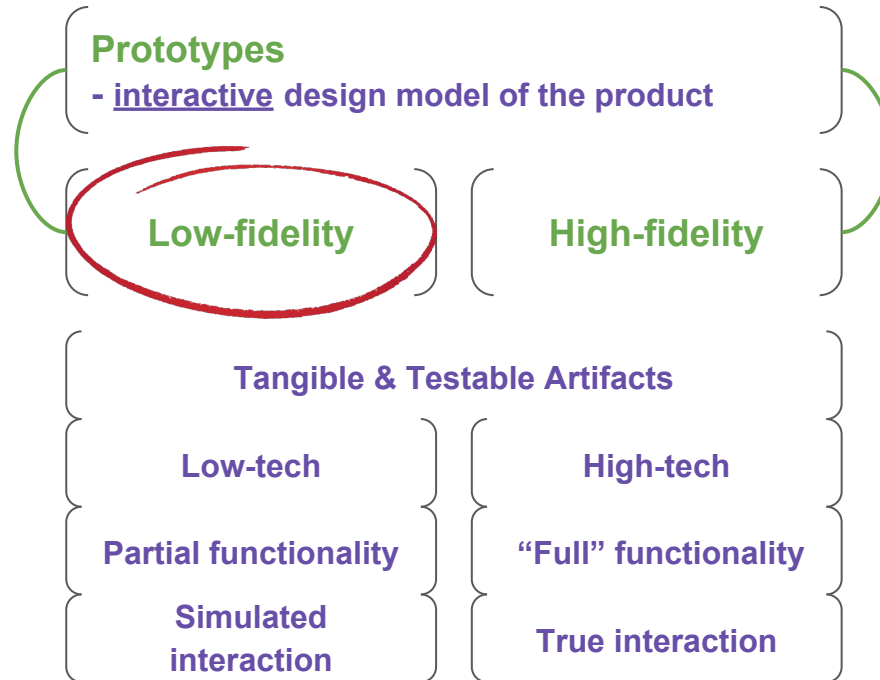 Prototypes
- interactive design model of the product
Low-fidelity
High-fidelity
Tangible & Testable Artifacts
Low-tech
High-tech
Partial functionality
“Full” functionality
Simulated
interaction
True interaction